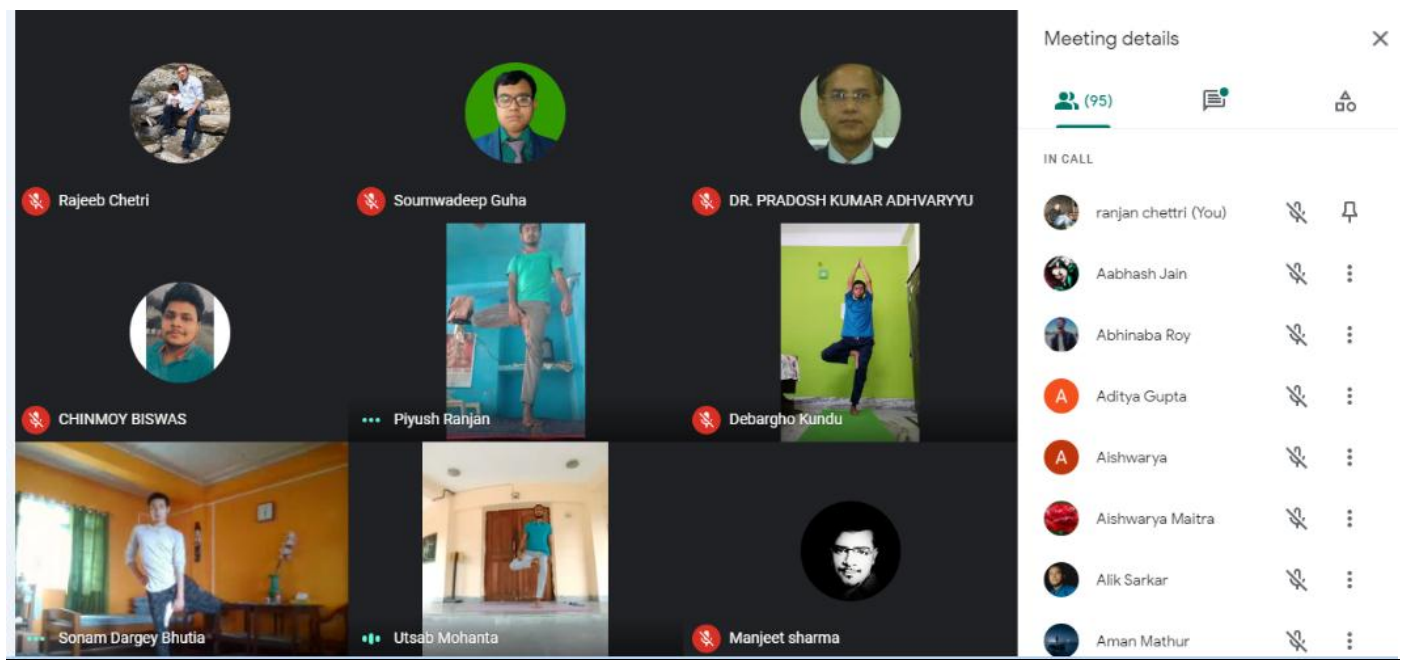 Rajeeb Chetri
Soumwadeep Guha
DR. PRADOSH KUMAR ADHVARYYU
CHINMOY BISWAS
Piyush Ranjan
Debargho Kundu
Sonam Dargey Bhutia
Utsab Mohanta
Manjeet sharma
Meeting details
(95)
IN CALL
ranjan chettri (You)
Aabhash Jain
Abhinaba Roy
A
Aditya Gupta
A
Aishwarya
Aishwarya Maitra
Alik Sarkar
Aman Mathur